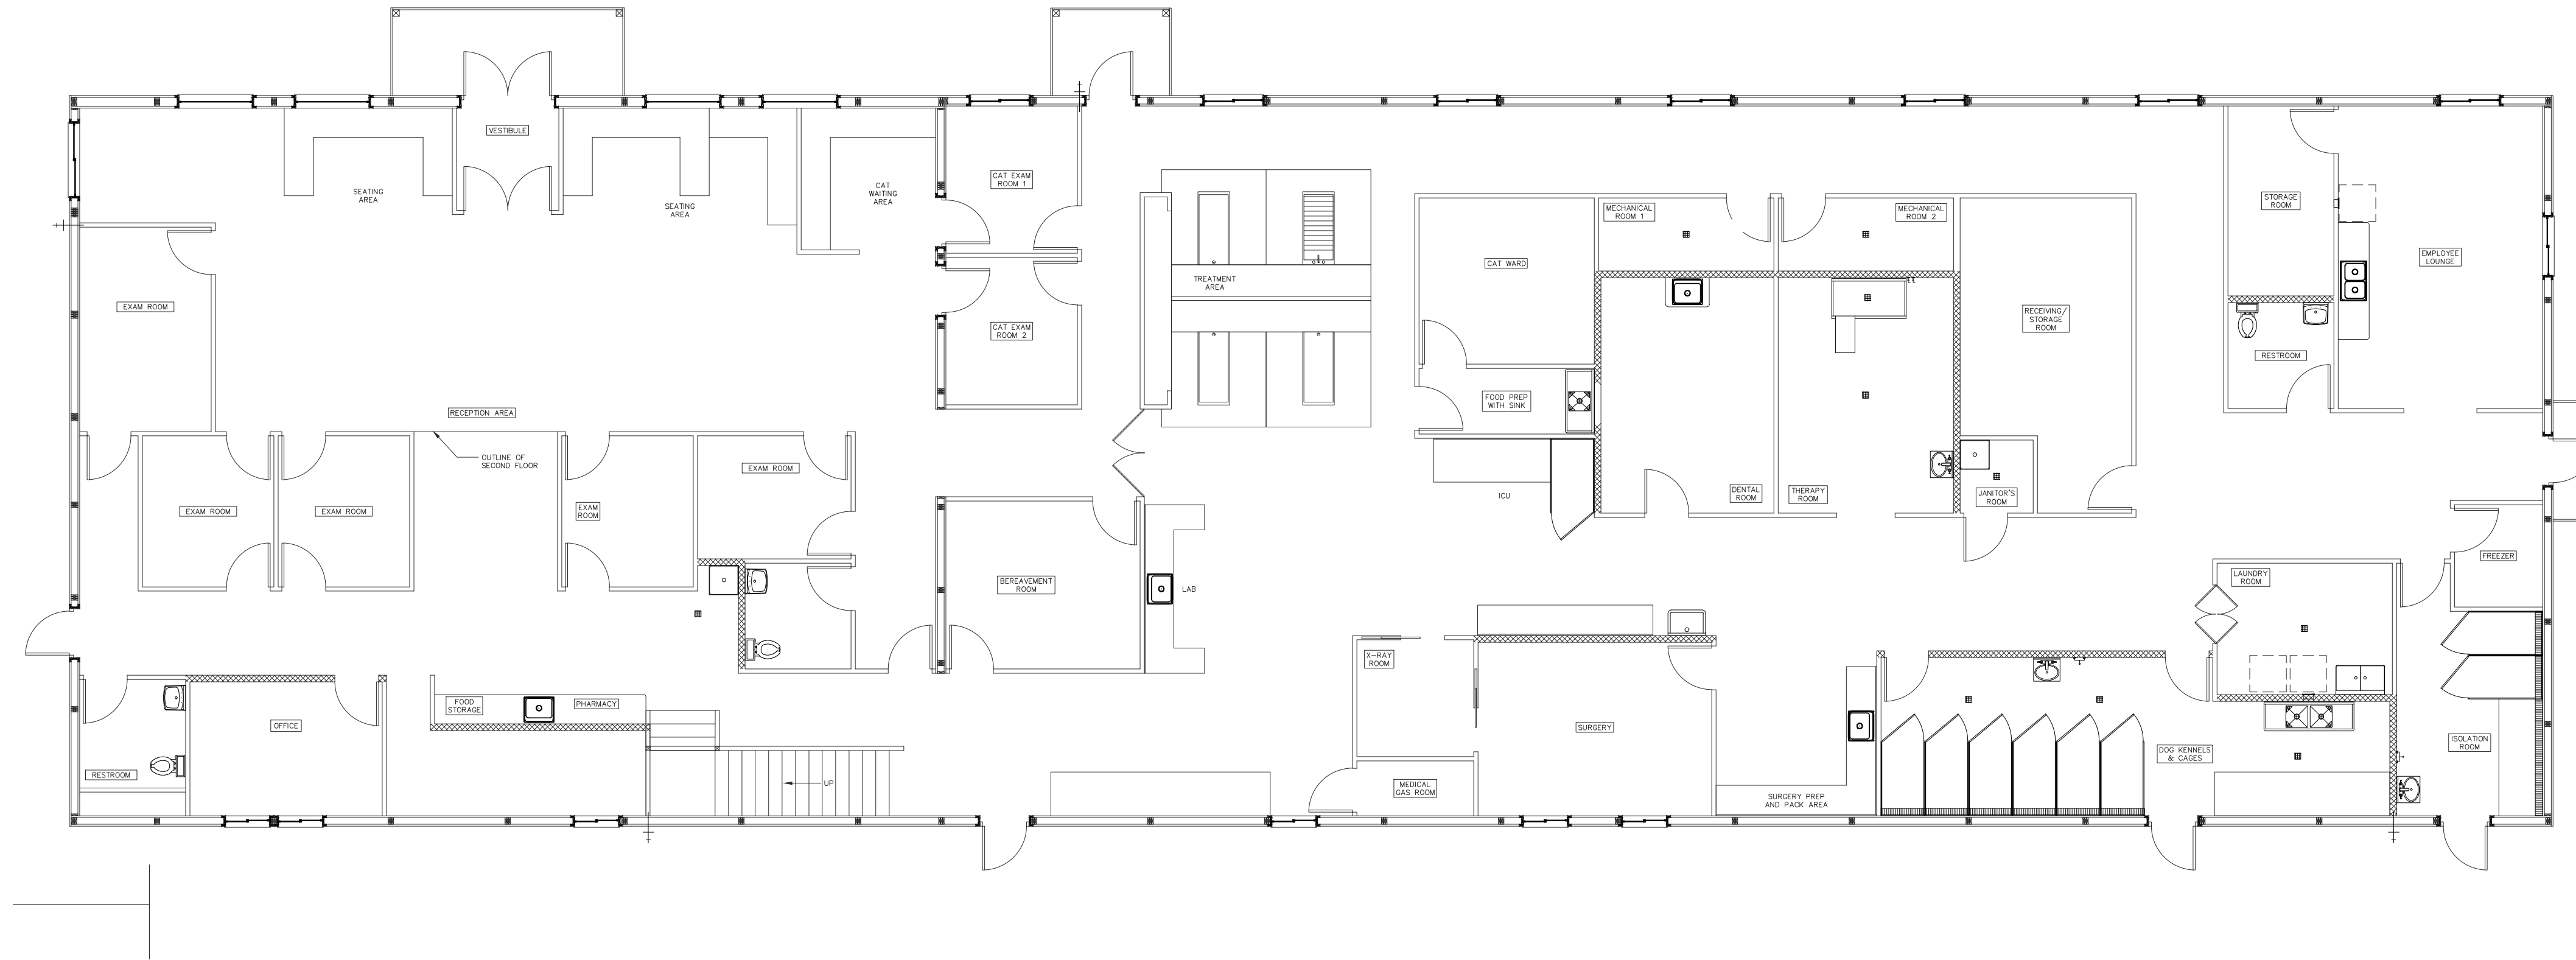 VESTIBULE
SEATING
AREA
SEATING
AREA
CAT
WAITING
AREA
CAT EXAM
ROOM 1
CAT EXAM
ROOM 2
TREATMENT
AREA
CAT WARD
MECHANICAL
ROOM 1
MECHANICAL
ROOM 2
RECEIVING/
STORAGE
ROOM
STORAGE
ROOM
EMPLOYEE
LOUNGE
RESTROOM
EXAM ROOM
RECEPTION AREA
FOOD PREP
WITH SINK
OUTLINE OF
SECOND FLOOR
EXAM ROOM
EXAM ROOM
EXAM ROOM
EXAM
ROOM
ICU
DENTAL
ROOM
THERAPY
ROOM
JANITOR'S
ROOM
FREEZER
BEREAVEMENT
ROOM
LAB
LAUNDRY
ROOM
X-RAY
ROOM
FOOD
STORAGE
PHARMACY
OFFICE
SURGERY
RESTROOM
UP
MEDICAL
GAS ROOM
SURGERY PREP
AND PACK AREA
DOG KENNELS
& CAGES
ISOLATION
ROOM